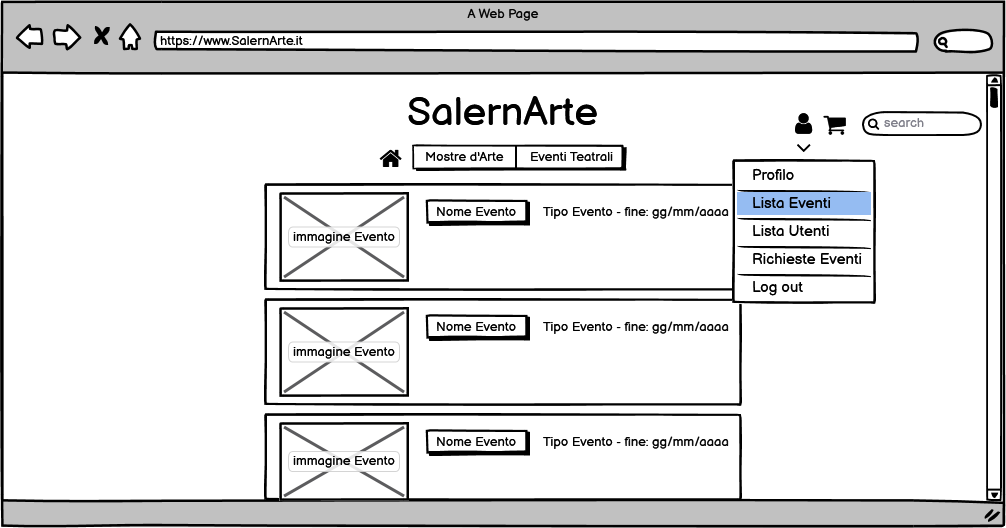 A Web Page
https://www.SalernArte.it
SalernArte
search
Mostre d'Arte
Eventi Teatrali
Profilo
Lista Eventi
Lista Utenti
Richieste Eventi
Log out
immagine Evento
Nome Evento
Tipo Evento - fine: gg/mm/aaaa
immagine Evento
Nome Evento
Tipo Evento - fine: gg/mm/aaaa
immagine Evento
Nome Evento
Tipo Evento - fine: gg/mm/aaaa